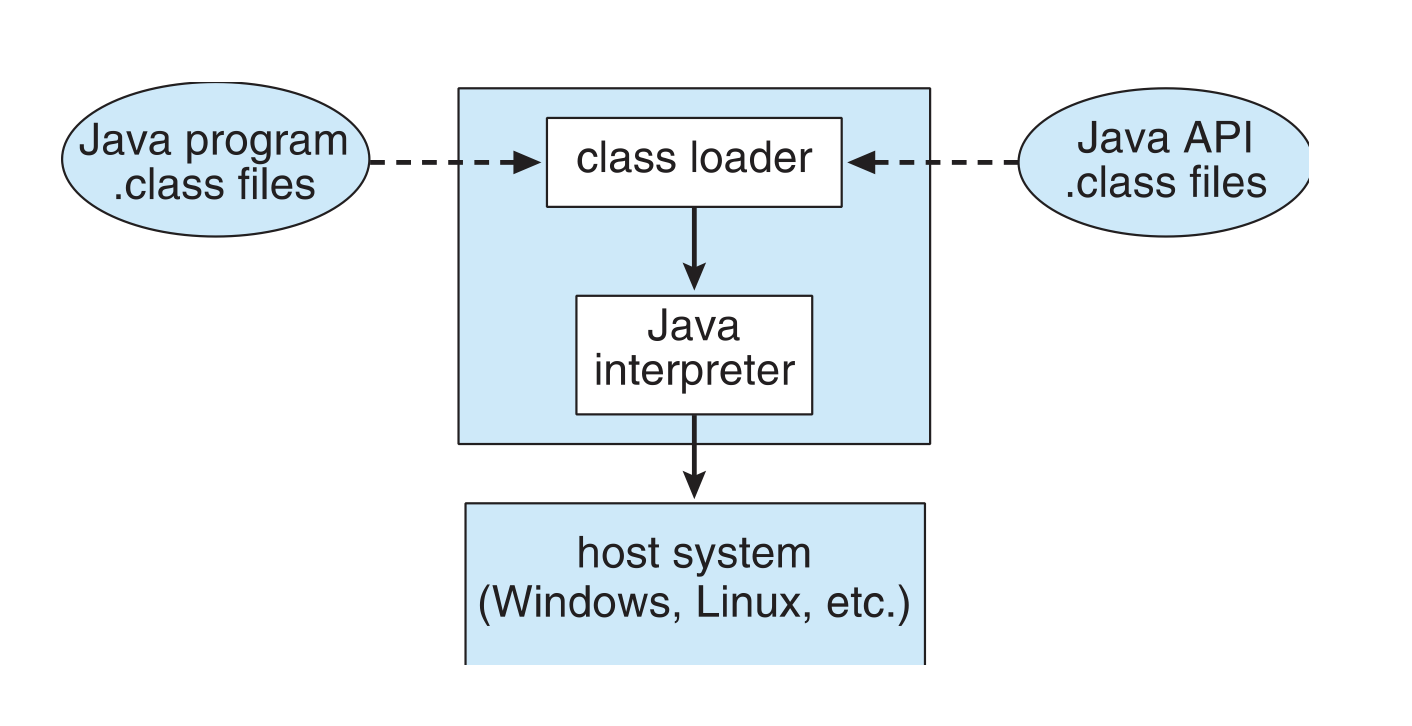 Java program
.class files
class loader
Java API
.class files
Java
interpreter
host system
(Windows, Linux, etc.)